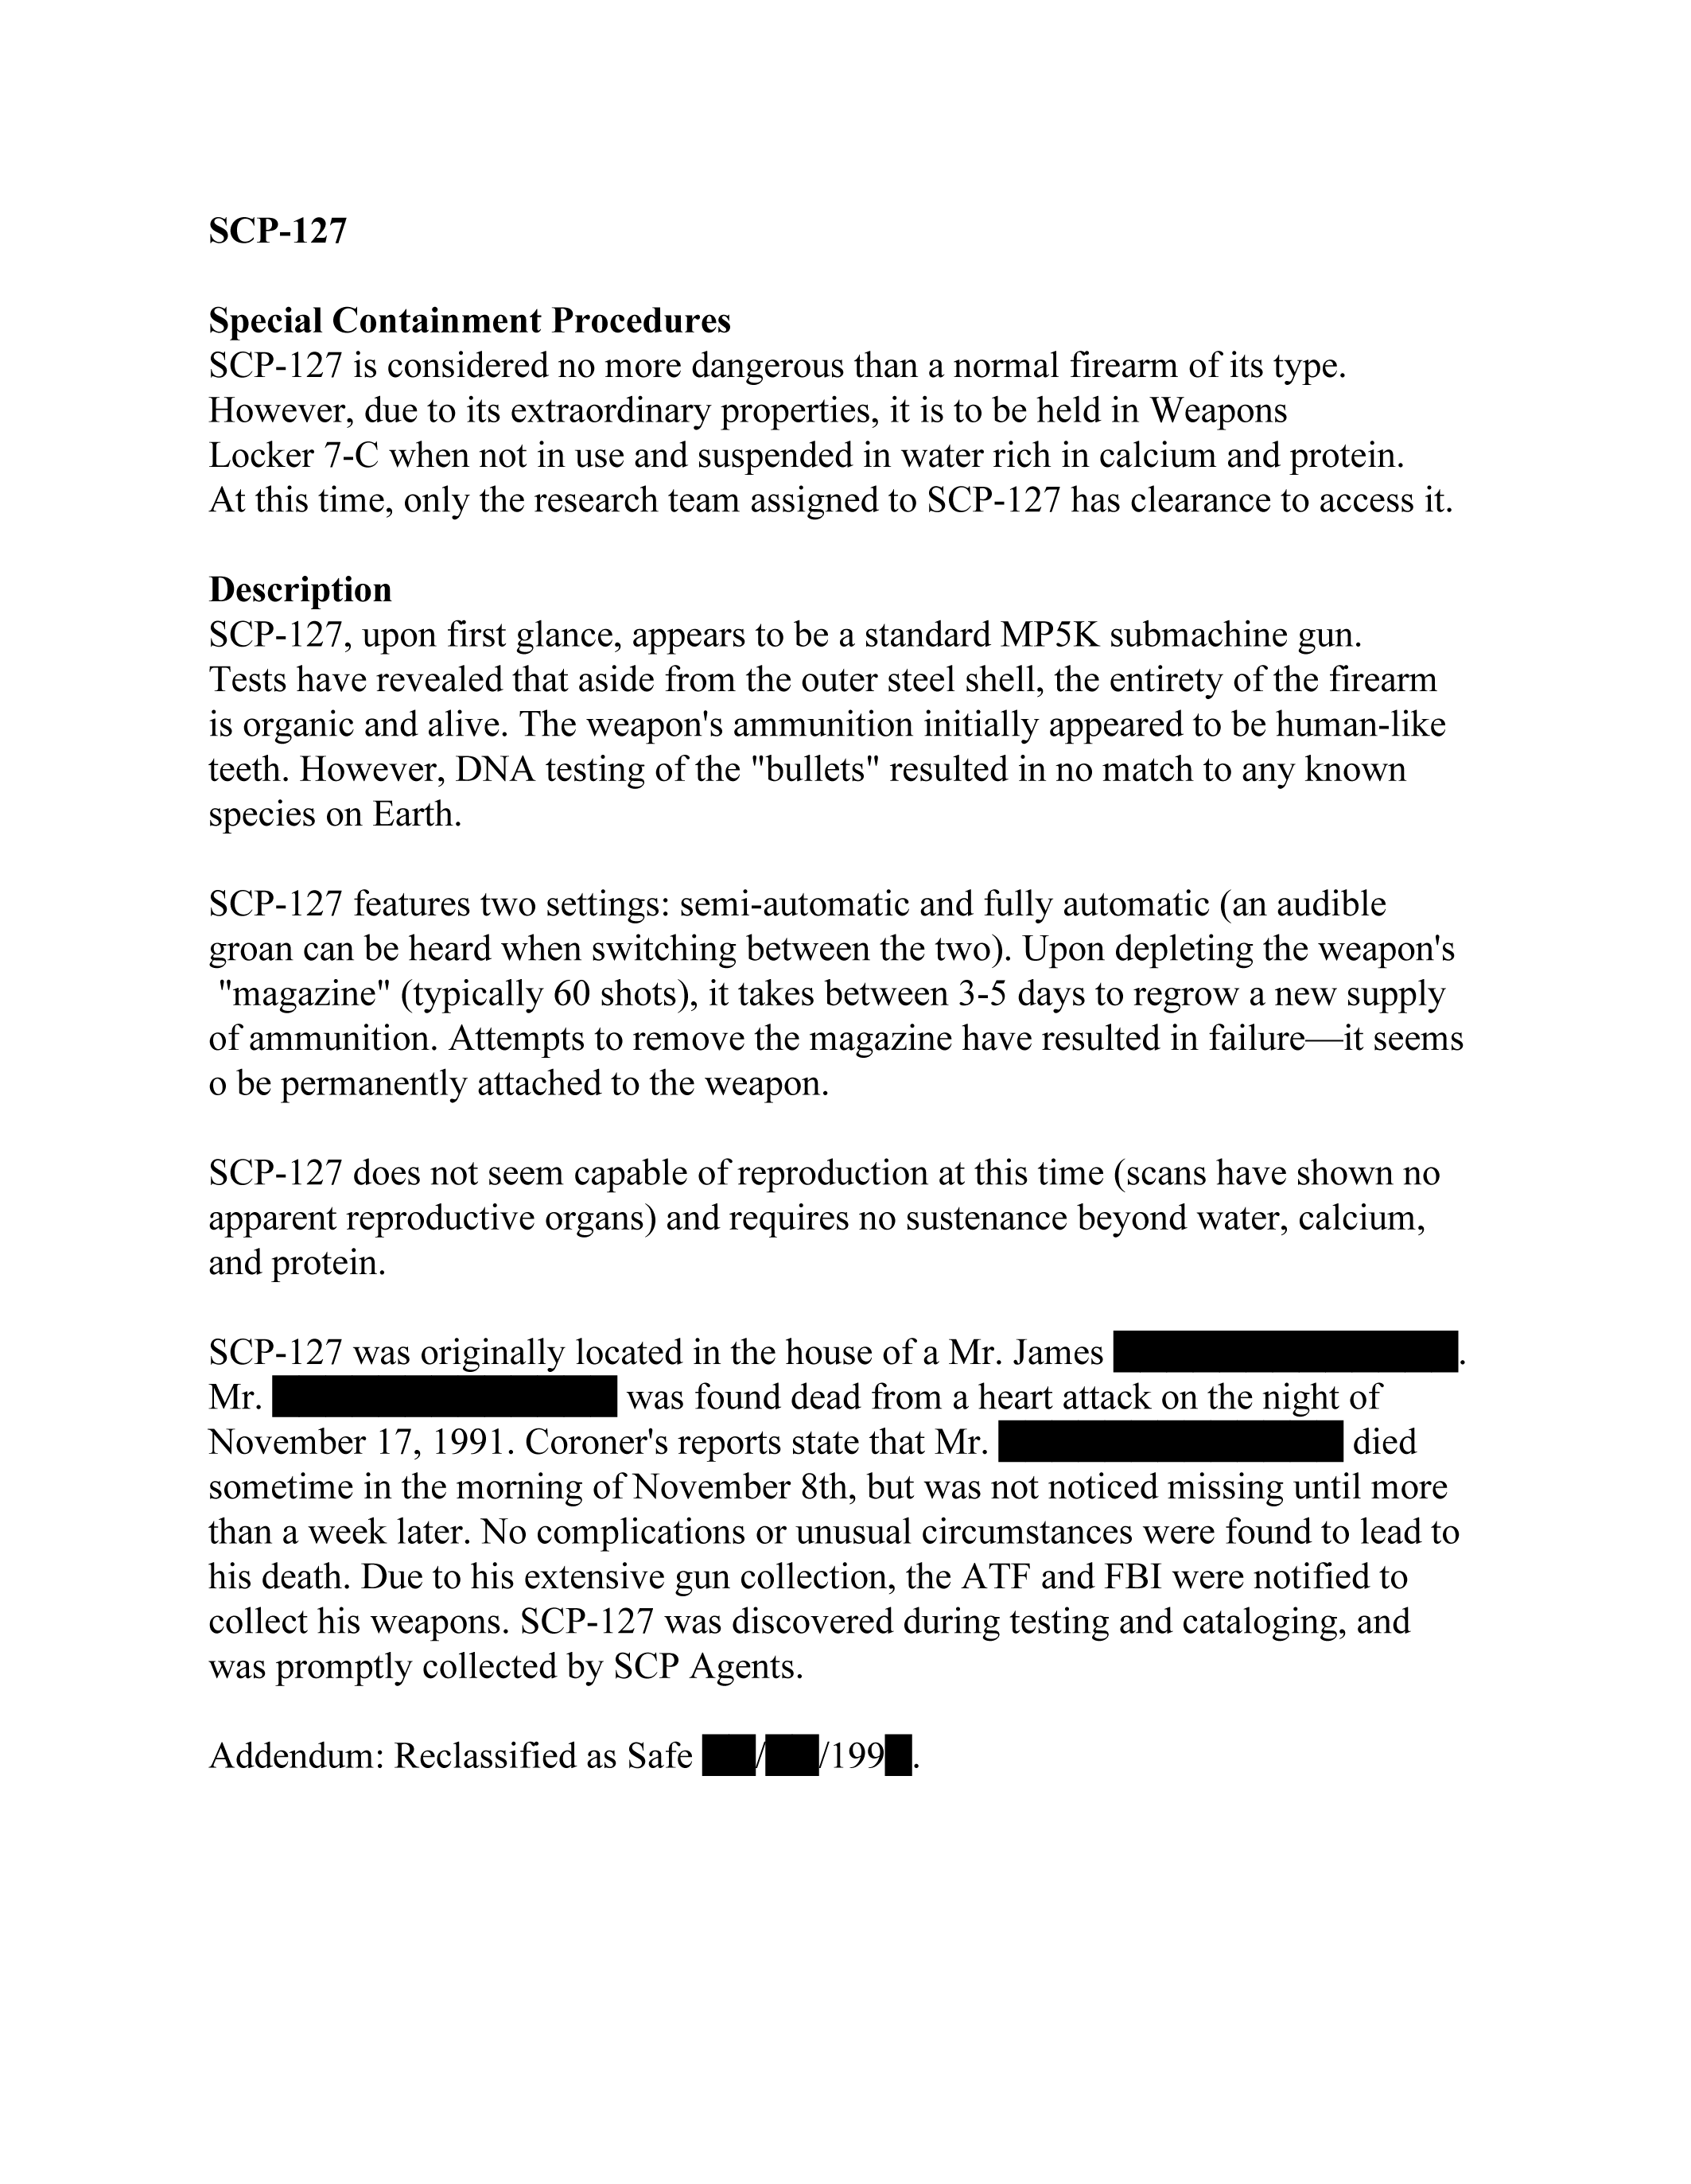 SCP-127
Special Containment Procedures
SCP-127 is considered no more dangerous than a normal firearm of its type.
However, due to its extraordinary properties, it is to be held in Weapons
Locker 7-C when not in use and suspended in water rich in calcium and protein.
At this time, only the research team assigned to SCP-127 has clearance to access it.
Description
SCP-127, upon first glance, appears to be a standard MP5K submachine gun.
Tests have revealed that aside from the outer steel shell, the entirety of the firearm
is organic and alive. The weapon's ammunition initially appeared to be human-like
teeth. However, DNA testing of the "bullets" resulted in no match to any known
species on Earth.
SCP-127 features two settings: semi-automatic and fully automatic (an audible
groan can be heard when switching between the two). Upon depleting the weapon's
"magazine" (typically 60 shots), it takes between 3-5 days to regrow a new supply
of ammunition. Attempts to remove the magazine have resulted in failure—it seems
o be permanently attached to the weapon.
SCP-127 does not seem capable of reproduction at this time (scans have shown no
apparent reproductive organs) and requires no sustenance beyond water, calcium,
and protein.
SCP-127 was originally located in the house of a Mr. James █████████████.
Mr. █████████████ was found dead from a heart attack on the night of
November 17, 1991. Coroner's reports state that Mr. █████████████ died
sometime in the morning of November 8th, but was not noticed missing until more
than a week later. No complications or unusual circumstances were found to lead to
his death. Due to his extensive gun collection, the ATF and FBI were notified to
collect his weapons. SCP-127 was discovered during testing and cataloging, and
was promptly collected by SCP Agents.
Addendum: Reclassified as Safe ██/██/199█.